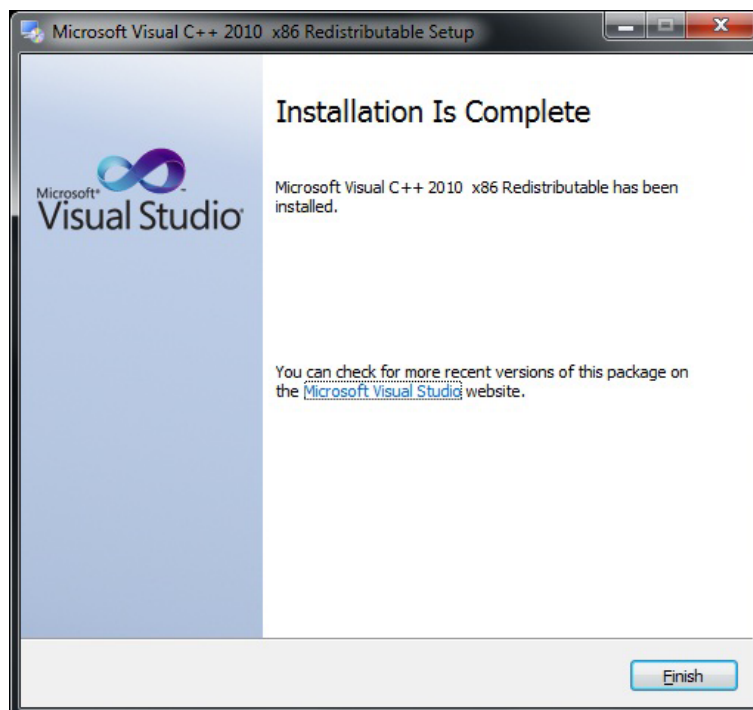 Microsoft Visual C++ 2010  x86 Redistributable Setup
Installation Is Complete
Microsoft®
Visual Studio®
Microsoft Visual C++ 2010  x86 Redistributable has been
installed.
You can check for more recent versions of this package on
the Microsoft Visual Studio website.
Finish